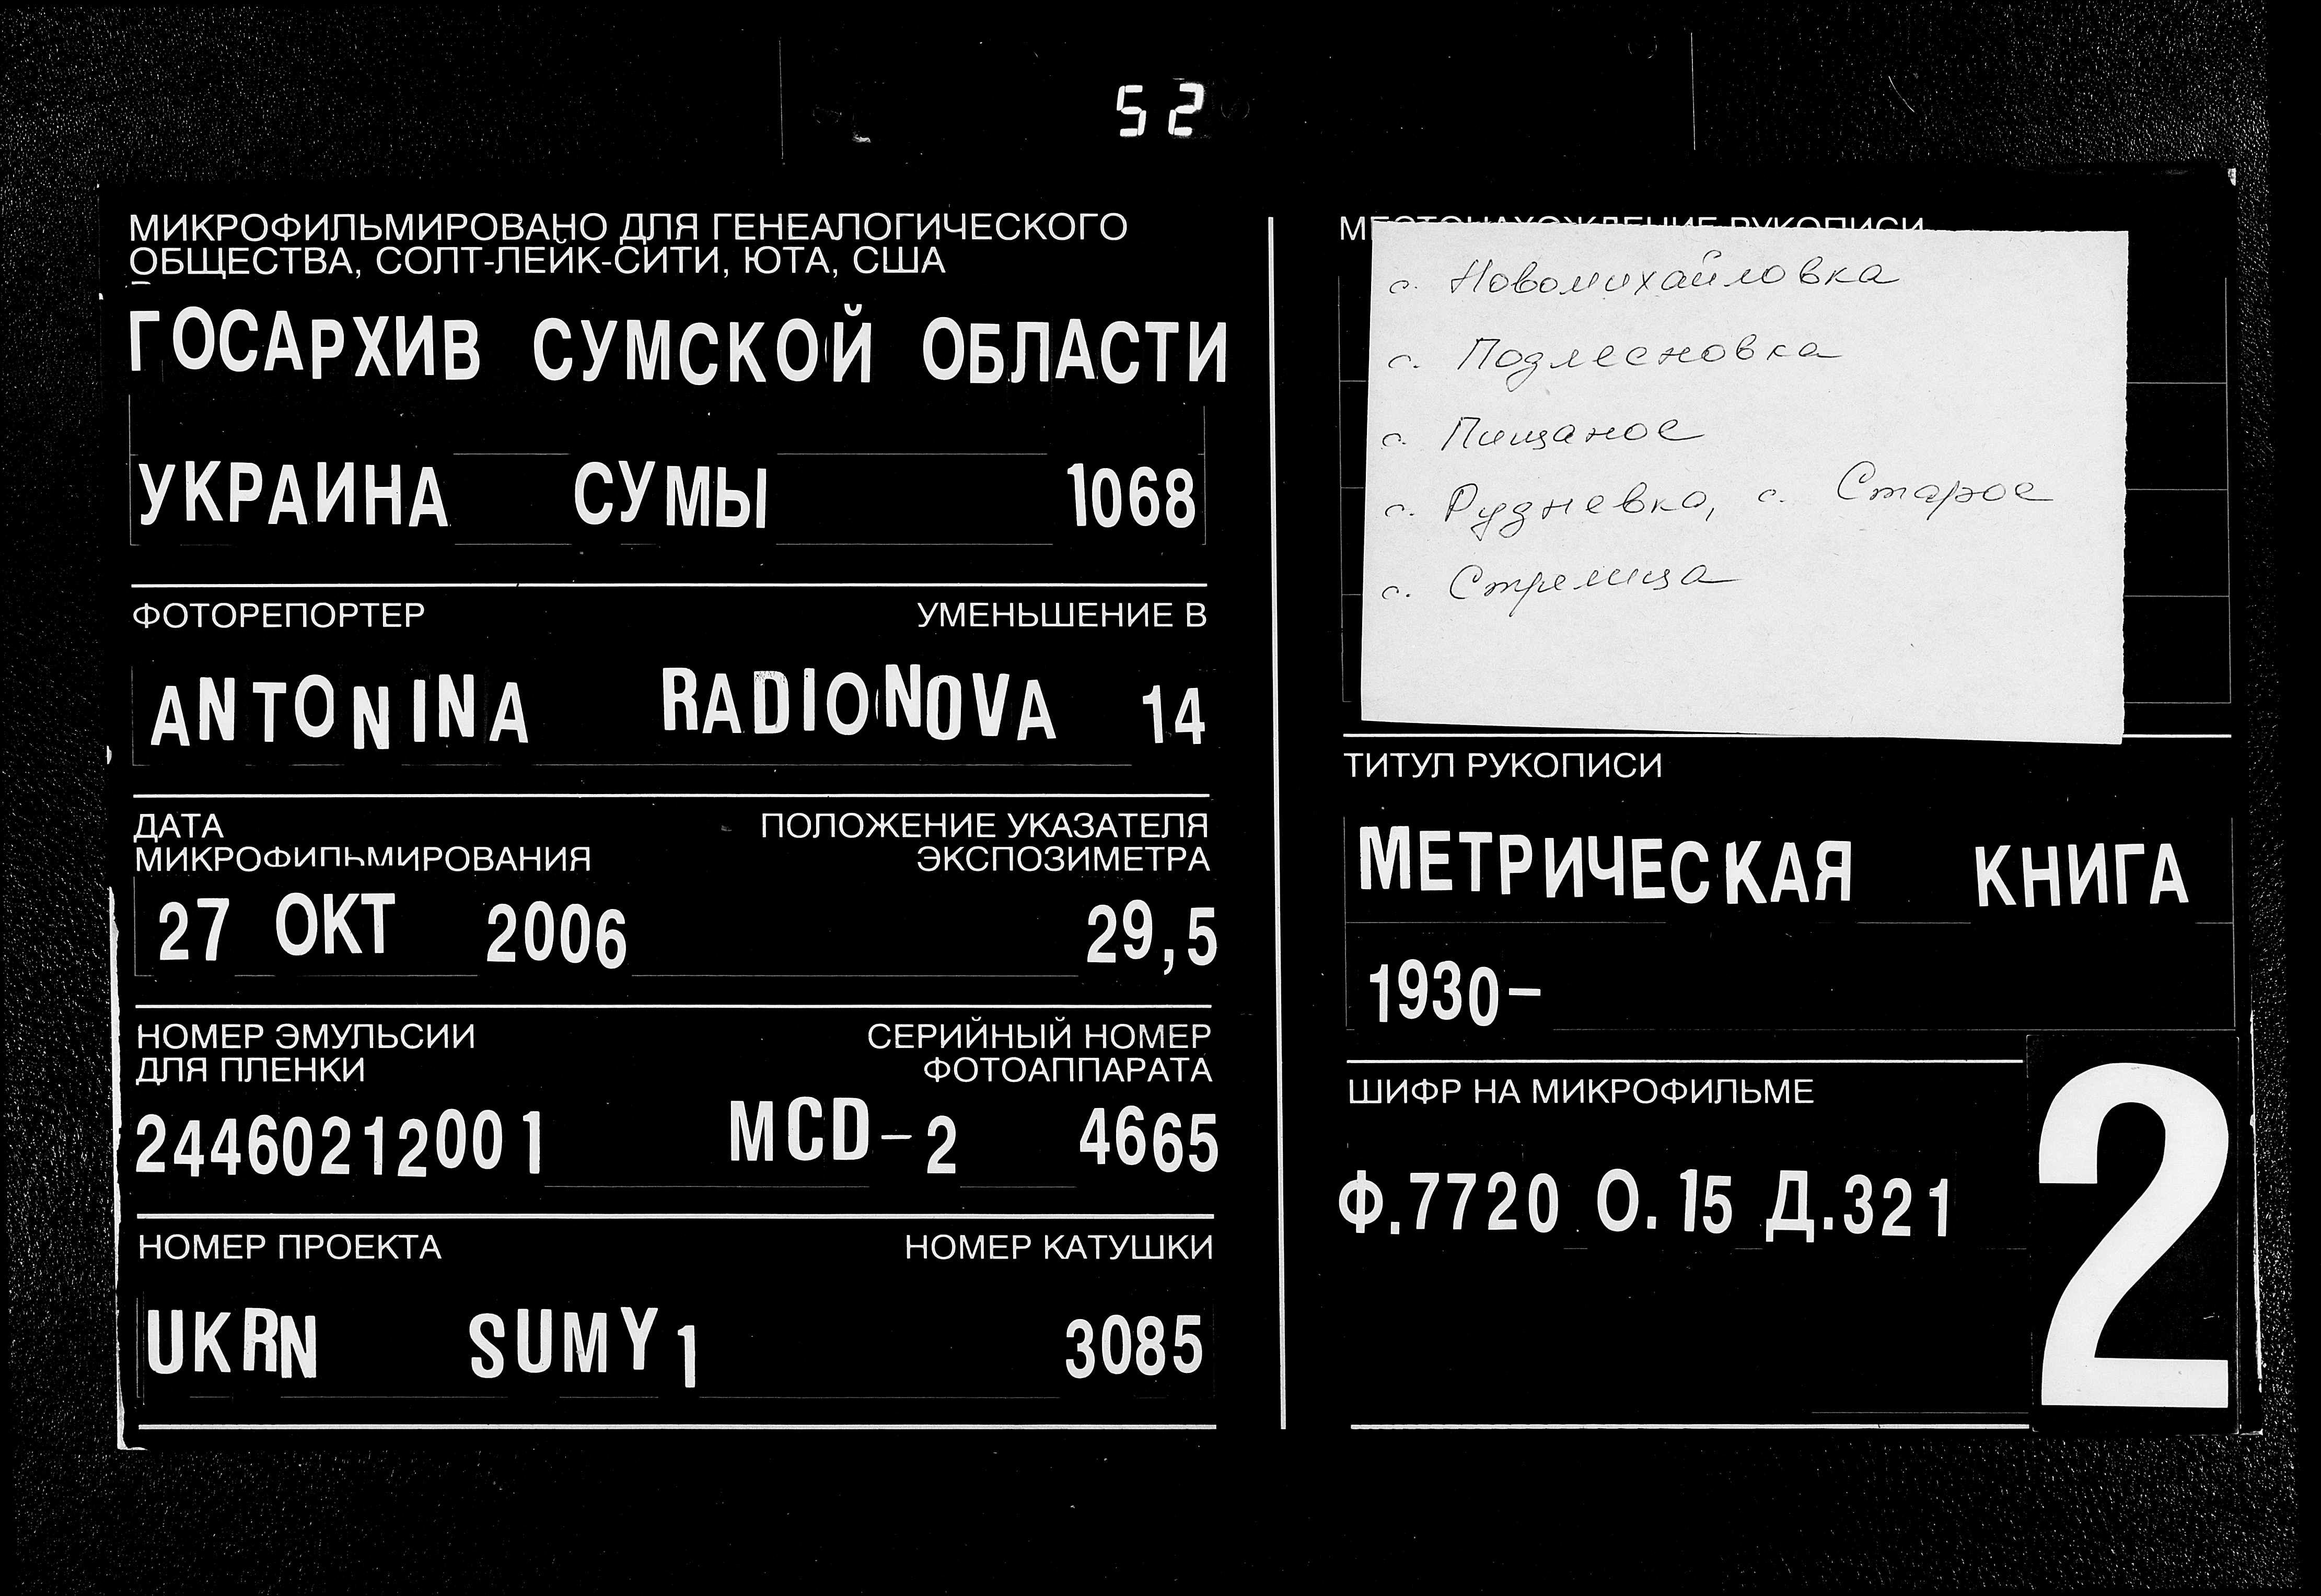 52
МИКРОФИЛЬМИРОВАНО ДЛЯ ГЕНЕАЛОГИЧЕСКОГО
ОБЩЕСТВА, СОЛТ-ЛЕЙК-СИТИ, ЮТА, США
ГОСАРХИВ СУМСКОЙ ОБЛАСТИ
УКРАИНА СУМЫ 1068
ФОТОРЕПОРТЕР УМЕНЬШЕНИЕ В
ANTONINA RADIONOVA 14
ДАТА ПОЛОЖЕНИЕ УКАЗАТЕЛЯ
МИКРОФИЛЬМИРОВАНИЯ ЭКСПОЗИМЕТРА
27 ОКТ 2006 29,5
НОМЕР ЭМУЛЬСИИ СЕРИЙНЫЙ НОМЕР
ДЛЯ ПЛЕНКИ ФОТОАППАРАТА
24460212001 MCD-2 4665
НОМЕР ПРОЕКТА НОМЕР КАТУШКИ
UKRN SUMY1 3085
МЕСТОНАХОЖДЕНИЕ РУКОПИСИ
с. Новомихайловка
с. Подлесновка
с. Пищаное
с. Рудневка, с. Старое
с. Стрелица
ТИТУЛ РУКОПИСИ
МЕТРИЧЕСКАЯ КНИГА
1930-
ШИФР НА МИКРОФИЛЬМЕ
Ф.7720 О.15 Д.321
2